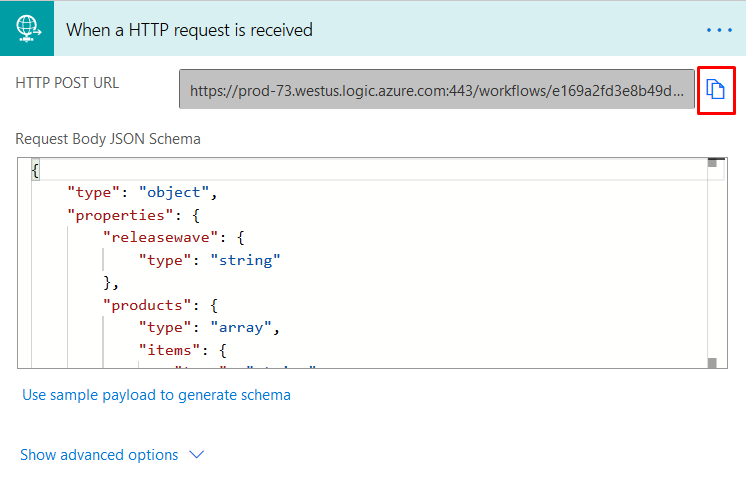 When a HTTP request is received
HTTP POST URL
https://prod-73.westus.logic.azure.com:443/workflows/e169a2fd3e8b49d...
Request Body JSON Schema
{
"type": "object",
"properties": {
"releasewave": {
"type": "string"
},
"products": {
"type": "array",
"items": {
Use sample payload to generate schema
Show advanced options